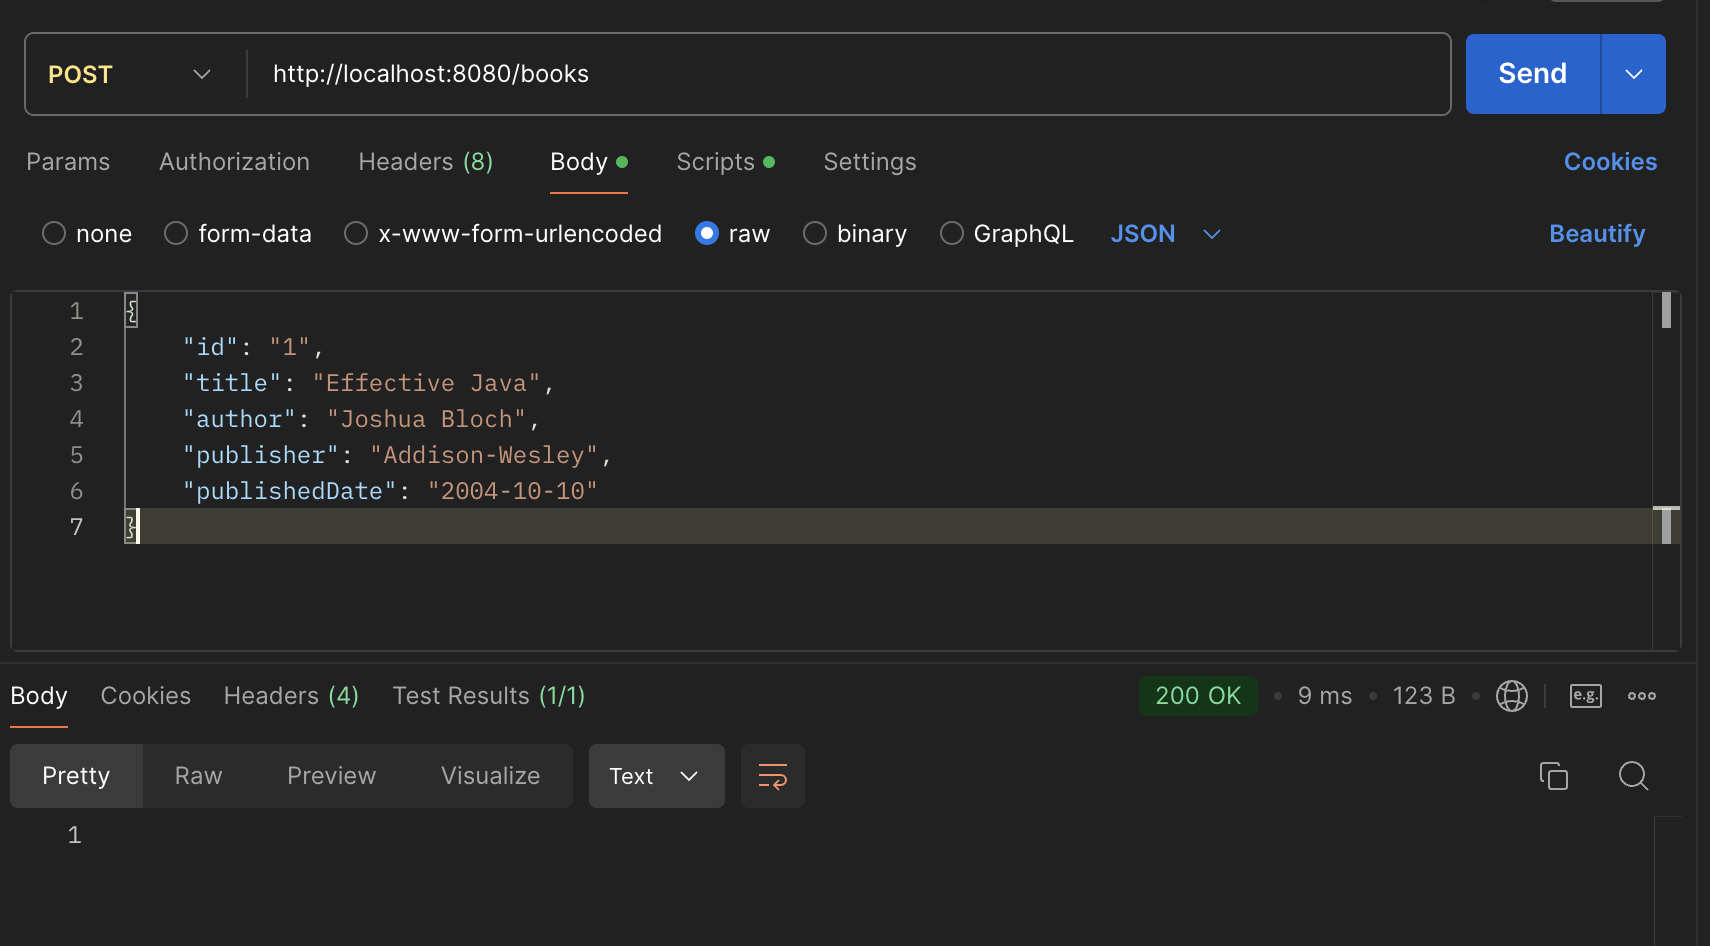 POST http://localhost:8080/books Send
Params Authorization Headers (8) Body Scripts Settings Cookies
none form-data x-www-form-urlencoded raw binary GraphQL JSON Beautify
1 {
2 "id": "1",
3 "title": "Effective Java",
4 "author": "Joshua Bloch",
5 "publisher": "Addison-Wesley",
6 "publishedDate": "2004-10-10"
7 }
Body Cookies Headers (4) Test Results (1/1) 200 OK • 9 ms • 123 B • e.g.
Pretty Raw Preview Visualize Text
1